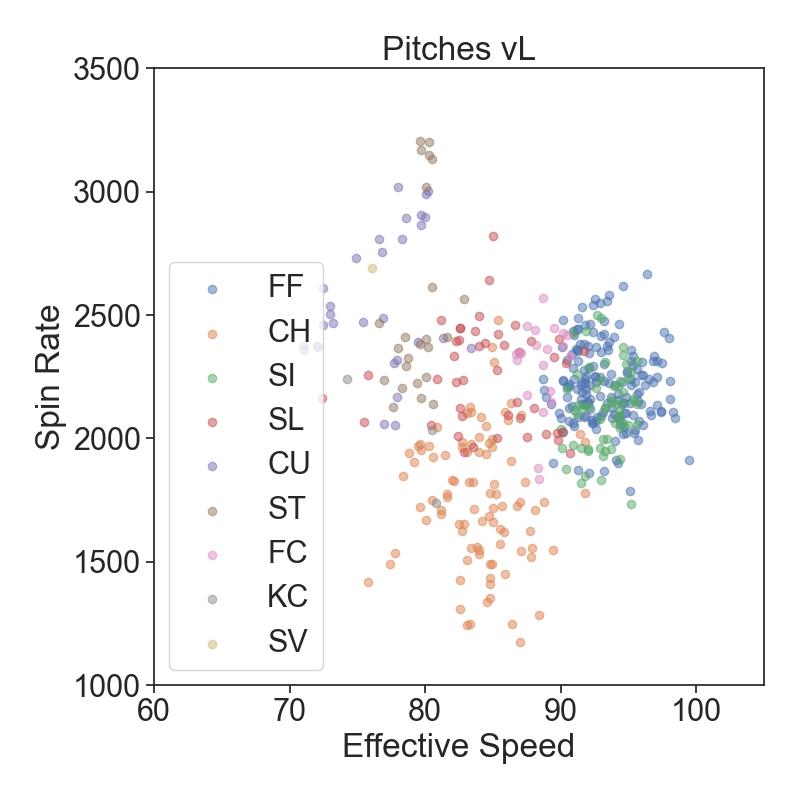 Pitches vL
3500
3000
2500
2000
1500
1000
Spin Rate
FF
CH
SI
SL
CU
ST
FC
KC
SV
60 70 80 90 100
Effective Speed